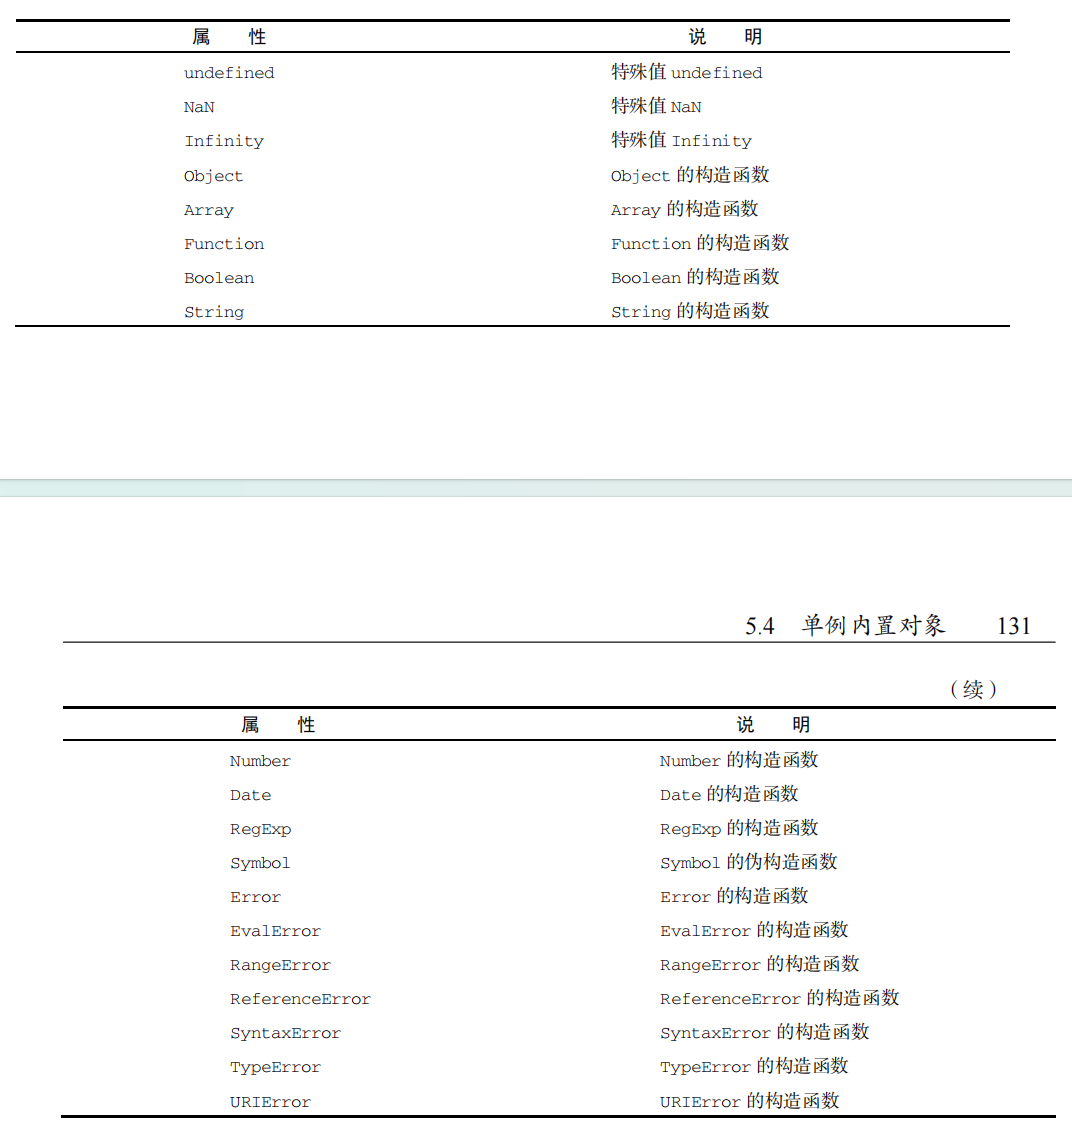 属 性 说 明
undefined 特殊值 undefined
NaN 特殊值 NaN
Infinity 特殊值 Infinity
Object Object 的构造函数
Array Array 的构造函数
Function Function 的构造函数
Boolean Boolean 的构造函数
String String 的构造函数
5.4 单例内置对象 131
（续）
属 性 说 明
Number Number 的构造函数
Date Date 的构造函数
RegExp RegExp 的构造函数
Symbol Symbol 的伪构造函数
Error Error 的构造函数
EvalError EvalError 的构造函数
RangeError RangeError 的构造函数
ReferenceError ReferenceError 的构造函数
SyntaxError SyntaxError 的构造函数
TypeError TypeError 的构造函数
URIError URIError 的构造函数